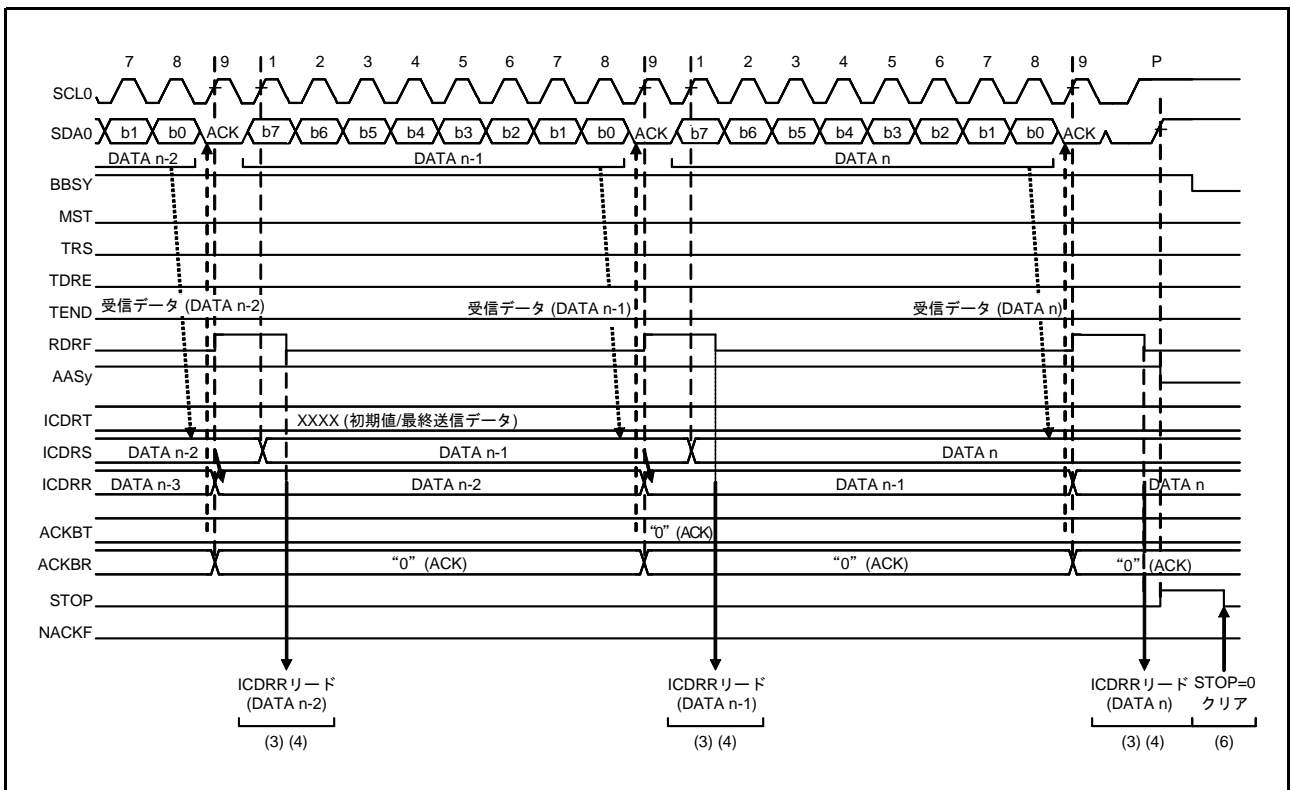 7 8 9 1 2 3 4 5 6 7 8 9 1 2 3 4 5 6 7 8 9 P
SCL0
SDA0 b1 b0 ACK b7 b6 b5 b4 b3 b2 b1 b0 ACK b7 b6 b5 b4 b3 b2 b1 b0 ACK
DATA n-2 DATA n-1 DATA n
BBSY
MST
TRS
TDRE
TEND 受信データ (DATA n-2) 受信データ (DATA n-1) 受信データ (DATA n)
RDRF
AASy
ICDRT XXXX (初期値/最終送信データ)
ICDRS DATA n-2 DATA n-1 DATA n
ICDRR DATA n-3 DATA n-2 DATA n-1 DATA n
ACKBT “0” (ACK)
ACKBR “0” (ACK) “0” (ACK) “0” (ACK)
STOP
NACKF
ICDRRリード ICDRRリード ICDRRリード STOP=0
(DATA n-2) (DATA n-1) (DATA n) クリア
(3) (4) (3) (4) (3) (4) (6)